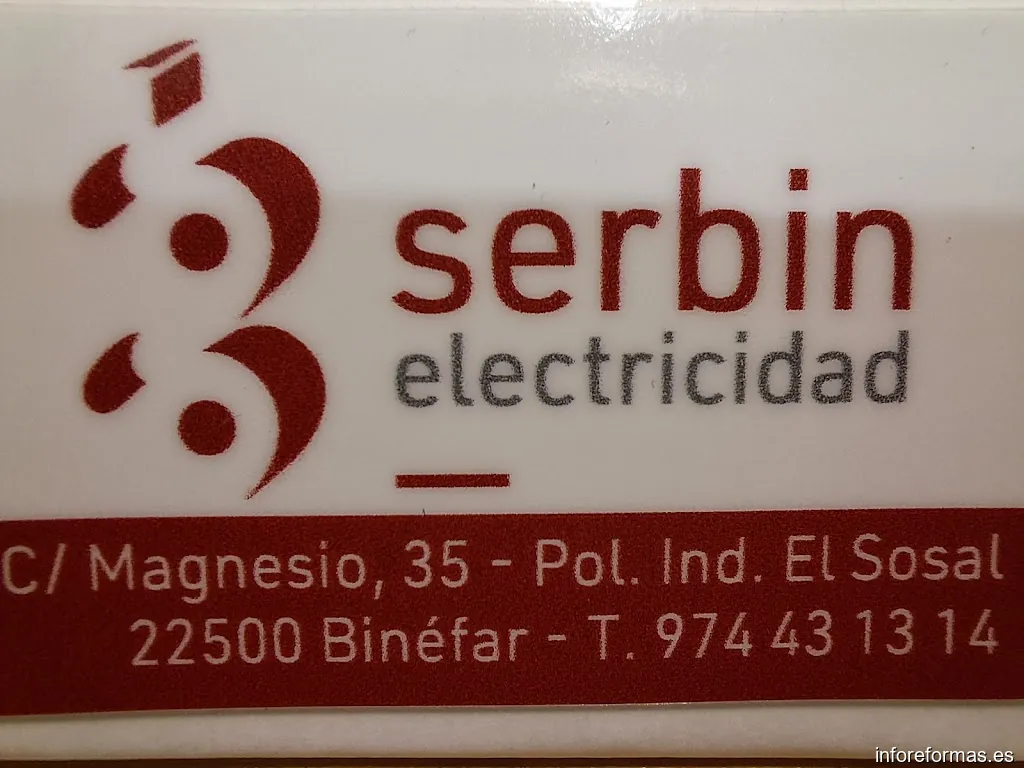 serbin
electricidad
C/ Magnesio, 35 - Pol. Ind. El Sosal
22500 Binéfar - T. 974 43 13 14
inforeformas.es